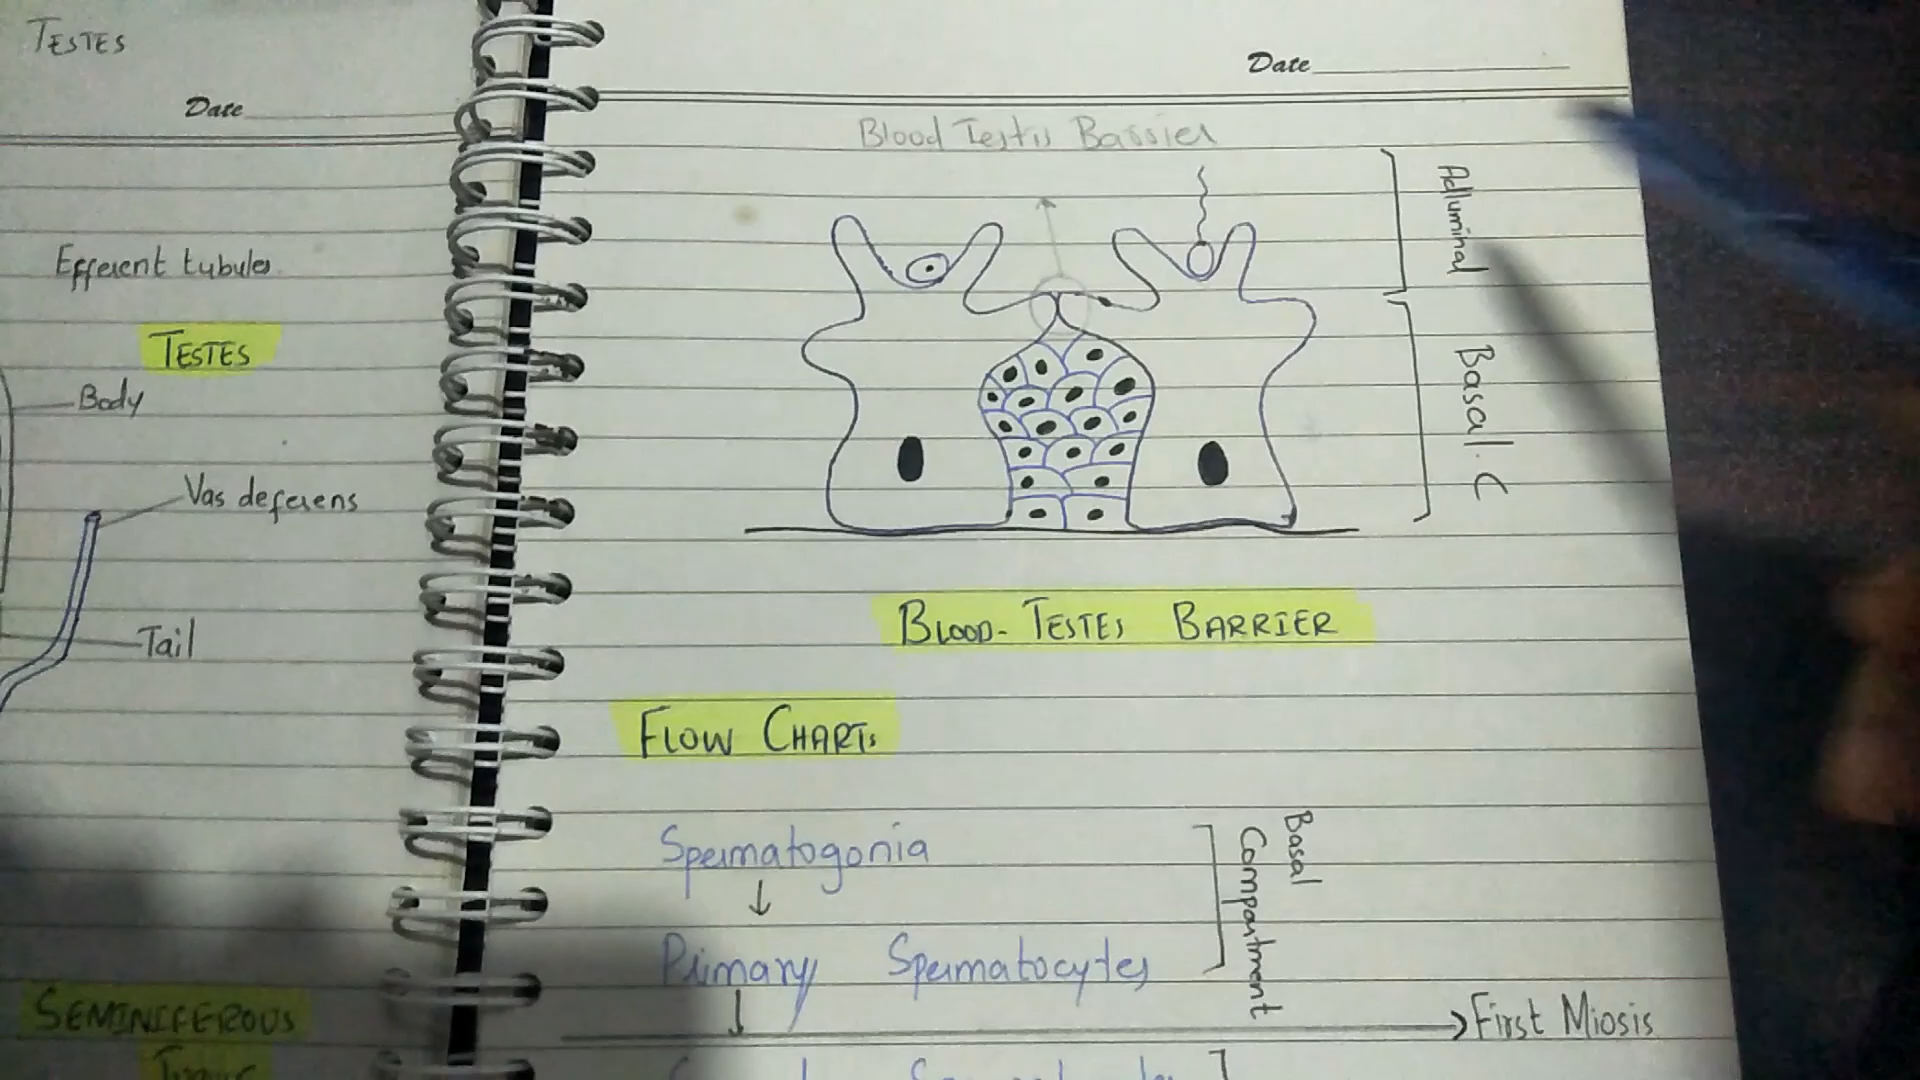 TESTES
Date
Efferent tubules
TESTES
Body
Vas deferens
Tail
SEMINIFEROUS
Date
Blood Testis Barrier
Adluminal
Basal. C
BLOOD-TESTES BARRIER
FLOW CHARTs
Spermatogonia
↓
Primary Spermatocytes
↓
Basal
Compartment
→First Miosis